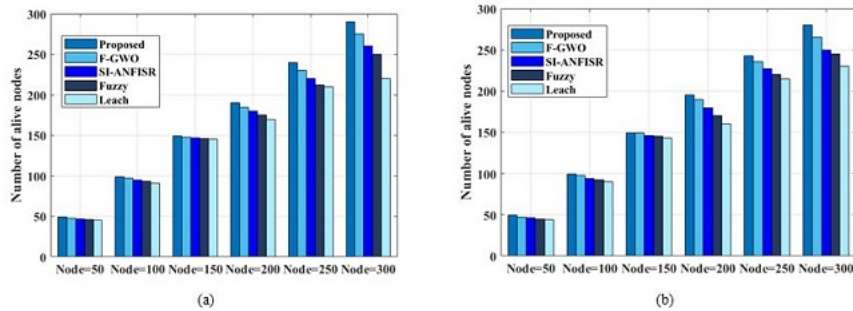 300
250
200
150
100
50
0
Number of alive nodes
Proposed
F-GWO
SI-ANFISR
Fuzzy
Leach
Node=50 Node=100 Node=150 Node=200 Node=250 Node=300
(a)
300
250
200
150
100
50
0
Number of alive nodes
Proposed
F-GWO
SI-ANFISR
Fuzzy
Leach
Node=50 Node=100 Node=150 Node=200 Node=250 Node=300
(b)